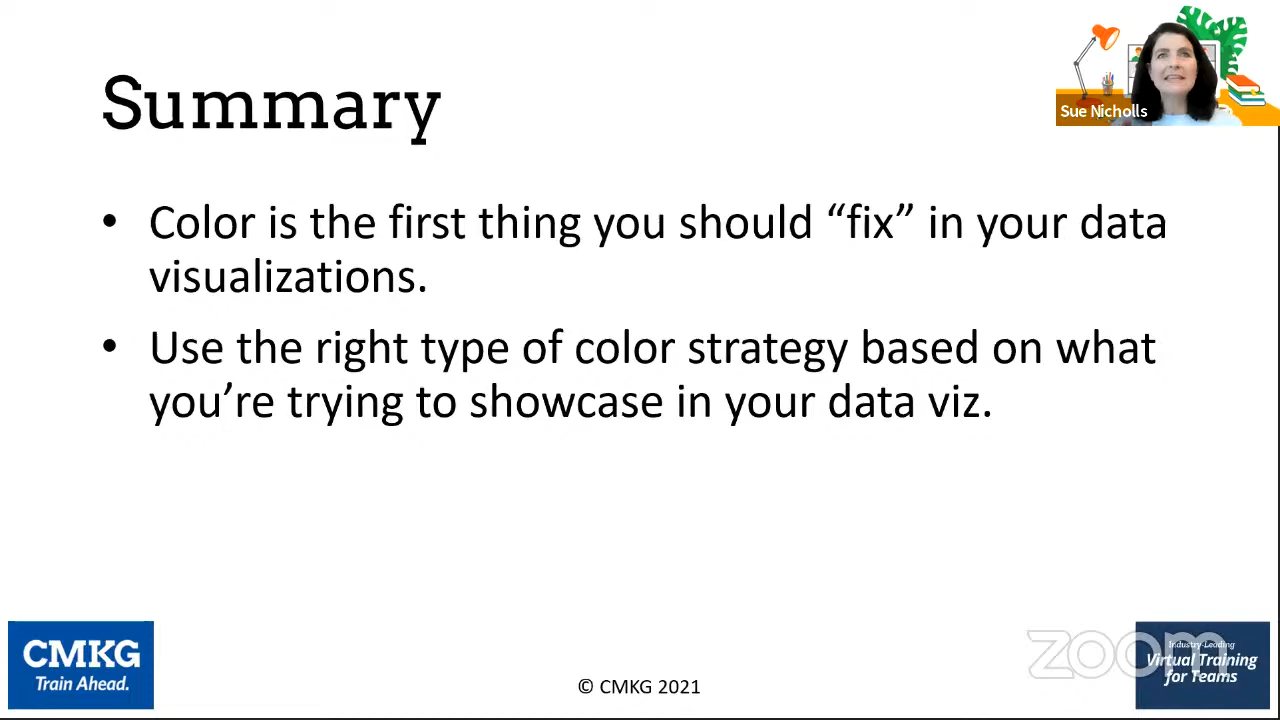 Summary
Sue Nicholls
• Color is the first thing you should “fix” in your data
visualizations.
• Use the right type of color strategy based on what
you’re trying to showcase in your data viz.
CMKG
Train Ahead.
© CMKG 2021
zoom
Industry-Leading
Virtual Training
for Teams